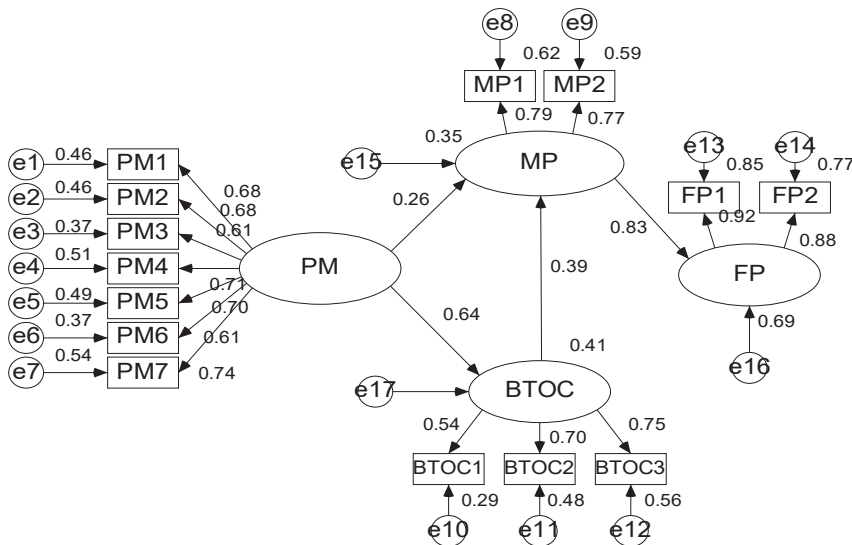 e8
e9
0.62
0.59
MP1
MP2
0.79
0.77
0.35
e15
MP
e1
0.46
PM1
e2
0.46
PM2
e3
0.37
PM3
e4
0.51
PM4
e5
0.49
PM5
e6
0.37
PM6
e7
0.54
PM7
0.68
0.68
0.61
0.71
0.70
0.61
0.74
PM
0.26
0.64
0.39
0.83
e13
e14
0.85
0.77
FP1
FP2
0.92
0.88
FP
0.69
e16
0.41
e17
BTOC
0.54
0.70
0.75
BTOC1
BTOC2
BTOC3
0.29
0.48
0.56
e10
e11
e12